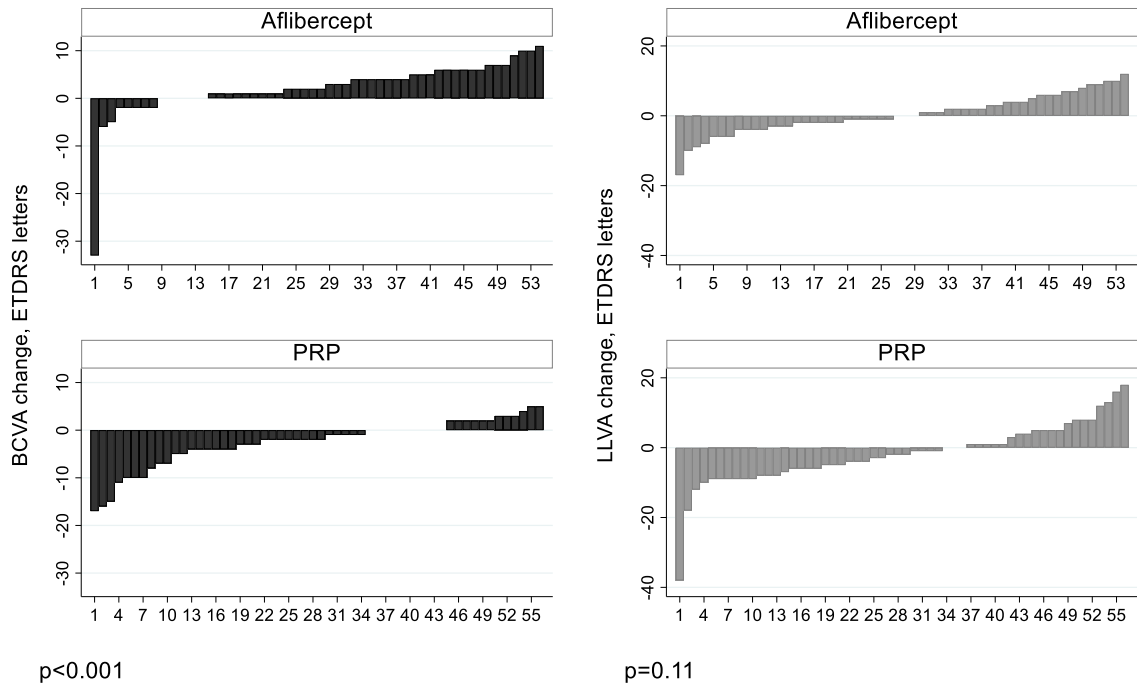 Aflibercept
10
0
-10
-20
-30
1 5 9 13 17 21 25 29 33 37 41 45 49 53
PRP
10
0
-10
-20
-30
1 4 7 10 13 16 19 22 25 28 31 34 37 40 43 46 49 52 55
BCVA change, ETDRS letters
p<0.001
Aflibercept
20
0
-20
-40
1 5 9 13 17 21 25 29 33 37 41 45 49 53
PRP
20
0
-20
-40
1 4 7 10 13 16 19 22 25 28 31 34 37 40 43 46 49 52 55
LLVA change, ETDRS letters
p=0.11